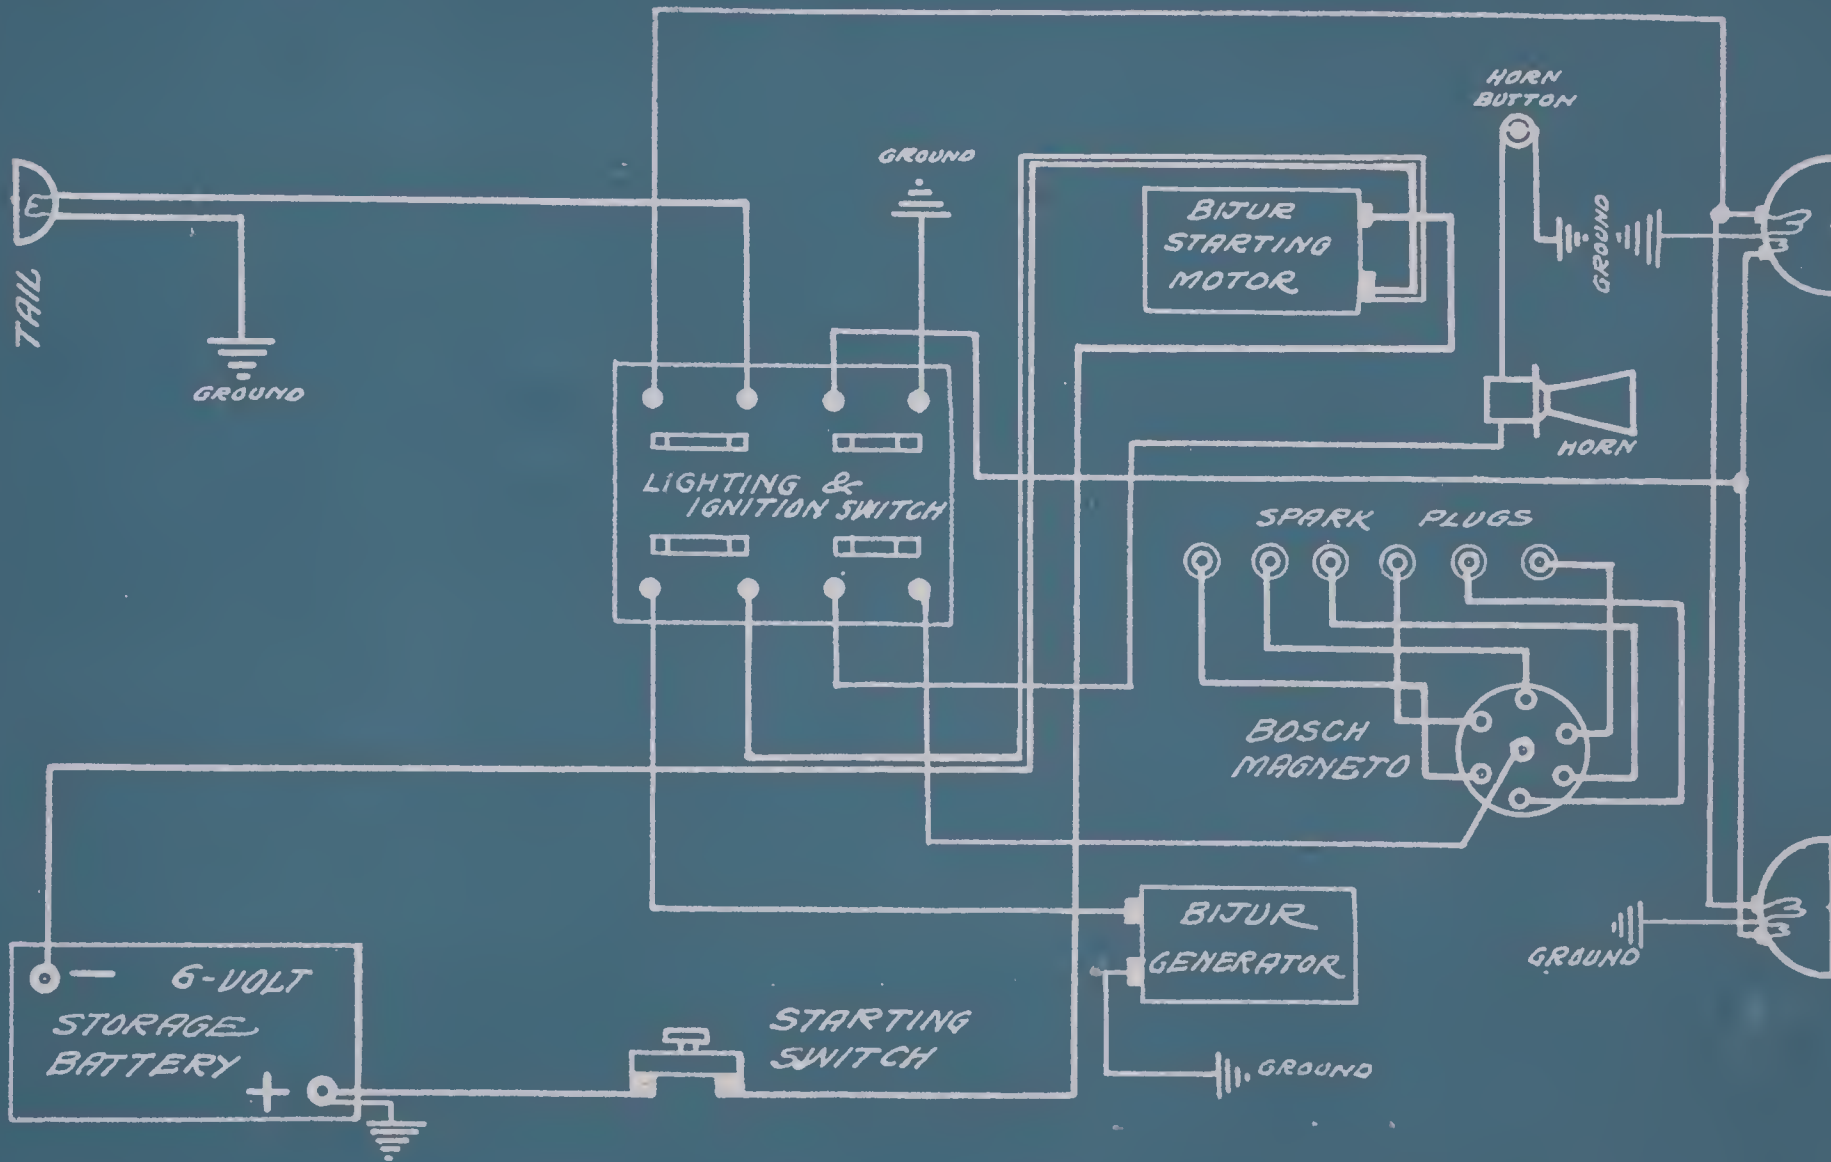 HORN
BUTTON
GROUND
BIJUR
STARTING
MOTOR
GROUND
TAIL
GROUND
HORN
LIGHTING &
IGNITION SWITCH
SPARK PLUGS
BOSCH
MAGNETO
BIJUR
GENERATOR
GROUND
— 6-VOLT
STORAGE
BATTERY
+
STARTING
SWITCH
GROUND